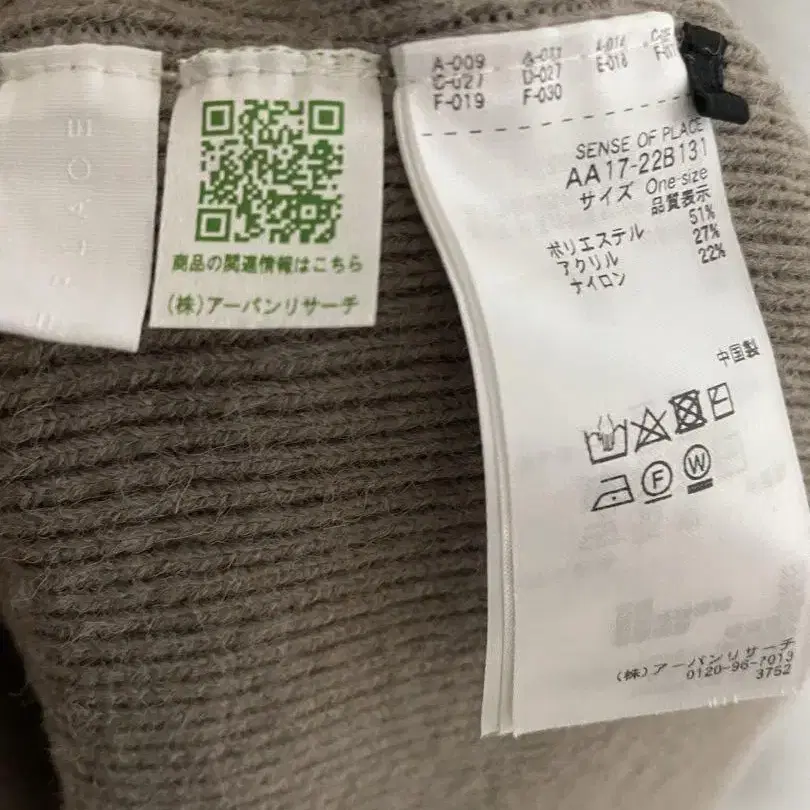 PLACE
商品の関連情報はこちら
(株)アーバンリサーチ
A-009
C-027 D-027 E-018
F-019 F-030
SENSE OF PLACE
AA17-22B131
サイズ One size
品質表示
ポリエステル 51%
アクリル 27%
ナイロン 22%
中国製
F W
(株)アーバンリサーチ
0120-96-7013
3752